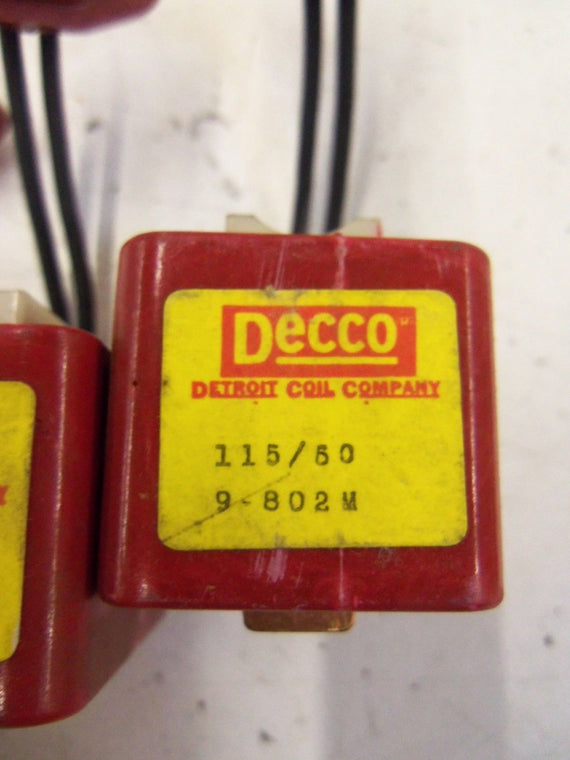 Decco
DETROIT COIL COMPANY
115/60
9-802M